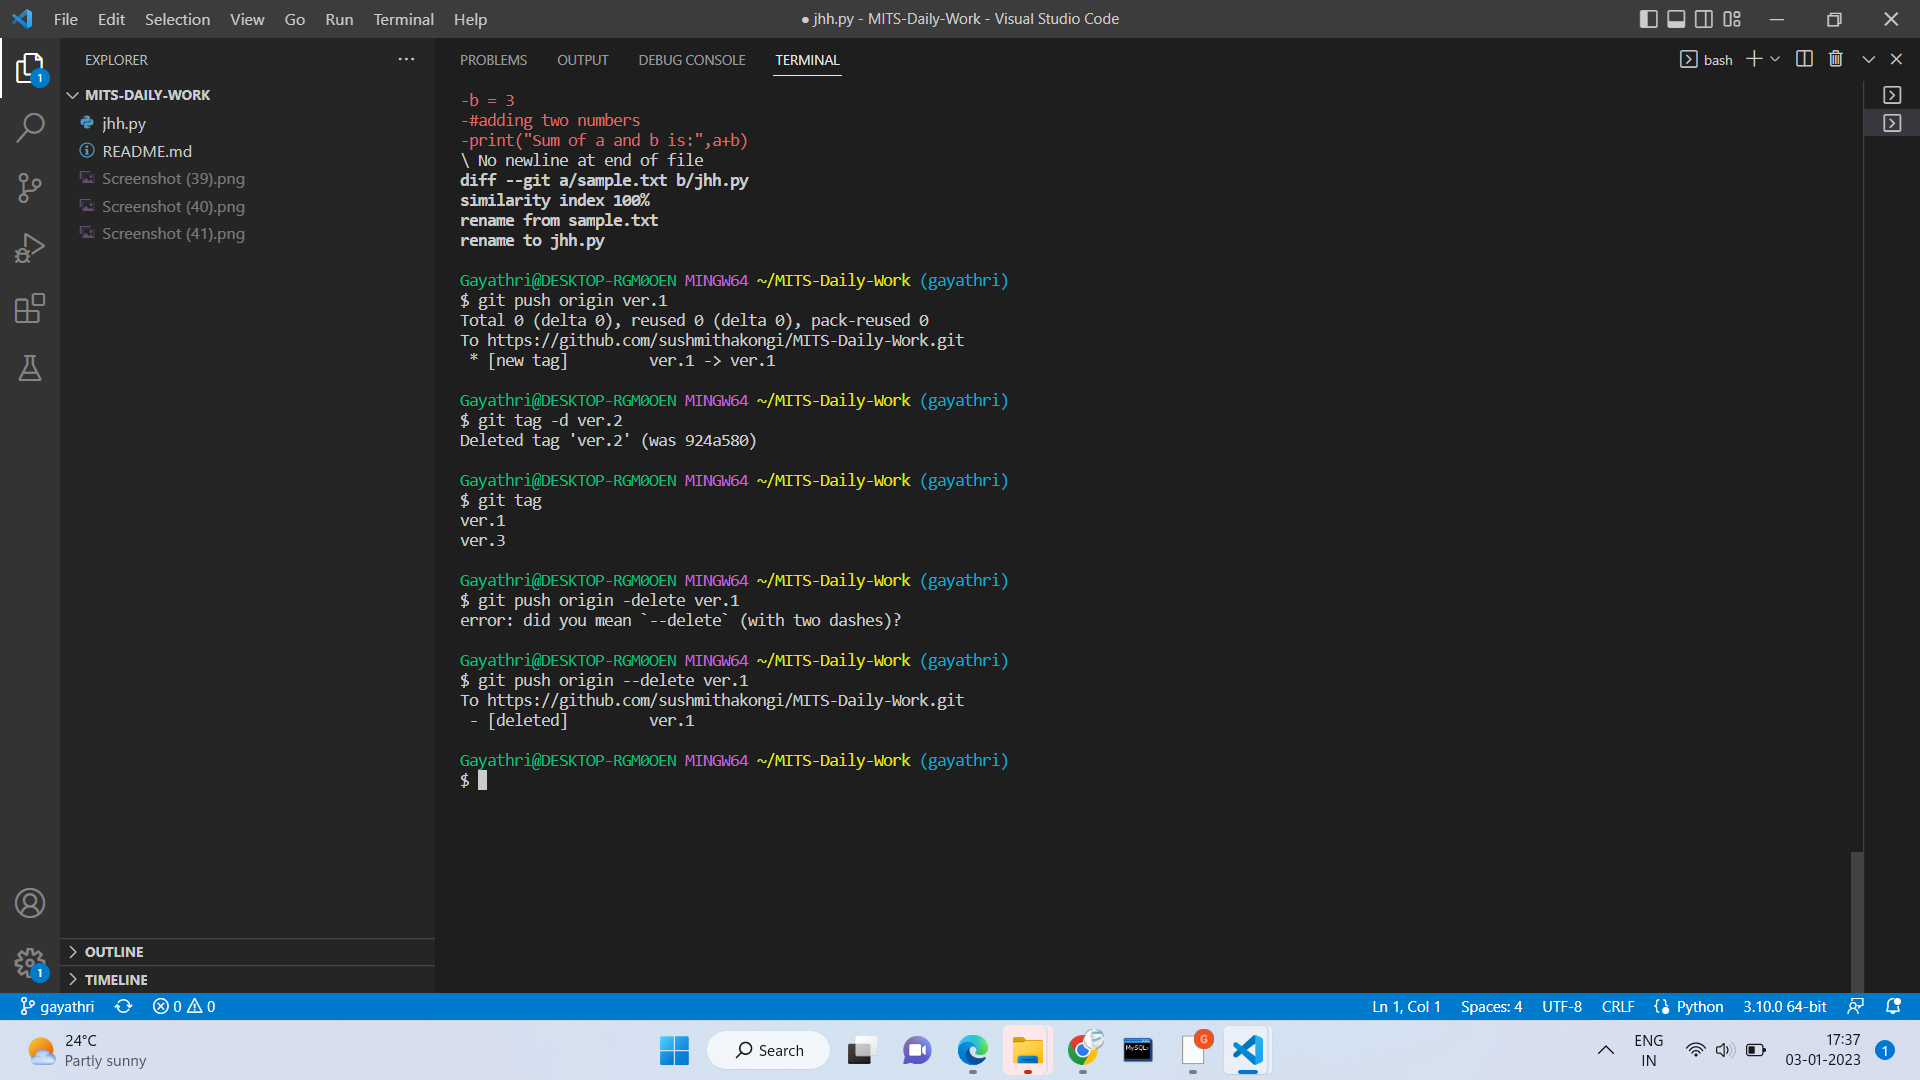 File Edit Selection View Go Run Terminal Help
● jhh.py - MITS-Daily-Work - Visual Studio Code
EXPLORER
MITS-DAILY-WORK
jhh.py
README.md
Screenshot (39).png
Screenshot (40).png
Screenshot (41).png
OUTLINE
TIMELINE
1
1
PROBLEMS OUTPUT DEBUG CONSOLE TERMINAL
bash
-b = 3
-#adding two numbers
-print("Sum of a and b is:",a+b)
\ No newline at end of file
diff --git a/sample.txt b/jhh.py
similarity index 100%
rename from sample.txt
rename to jhh.py
Gayathri@DESKTOP-RGM0OEN MINGW64 ~/MITS-Daily-Work (gayathri)
$ git push origin ver.1
Total 0 (delta 0), reused 0 (delta 0), pack-reused 0
To https://github.com/sushmithakongi/MITS-Daily-Work.git
 * [new tag]         ver.1 -> ver.1
Gayathri@DESKTOP-RGM0OEN MINGW64 ~/MITS-Daily-Work (gayathri)
$ git tag -d ver.2
Deleted tag 'ver.2' (was 924a580)
Gayathri@DESKTOP-RGM0OEN MINGW64 ~/MITS-Daily-Work (gayathri)
$ git tag
ver.1
ver.3
Gayathri@DESKTOP-RGM0OEN MINGW64 ~/MITS-Daily-Work (gayathri)
$ git push origin -delete ver.1
error: did you mean `--delete` (with two dashes)?
Gayathri@DESKTOP-RGM0OEN MINGW64 ~/MITS-Daily-Work (gayathri)
$ git push origin --delete ver.1
To https://github.com/sushmithakongi/MITS-Daily-Work.git
 - [deleted]         ver.1
Gayathri@DESKTOP-RGM0OEN MINGW64 ~/MITS-Daily-Work (gayathri)
$
gayathri 0 0
Ln 1, Col 1 Spaces: 4 UTF-8 CRLF Python 3.10.0 64-bit
24°C
Partly sunny
Search
MySQL
G
ENG
IN
17:37
03-01-2023
1